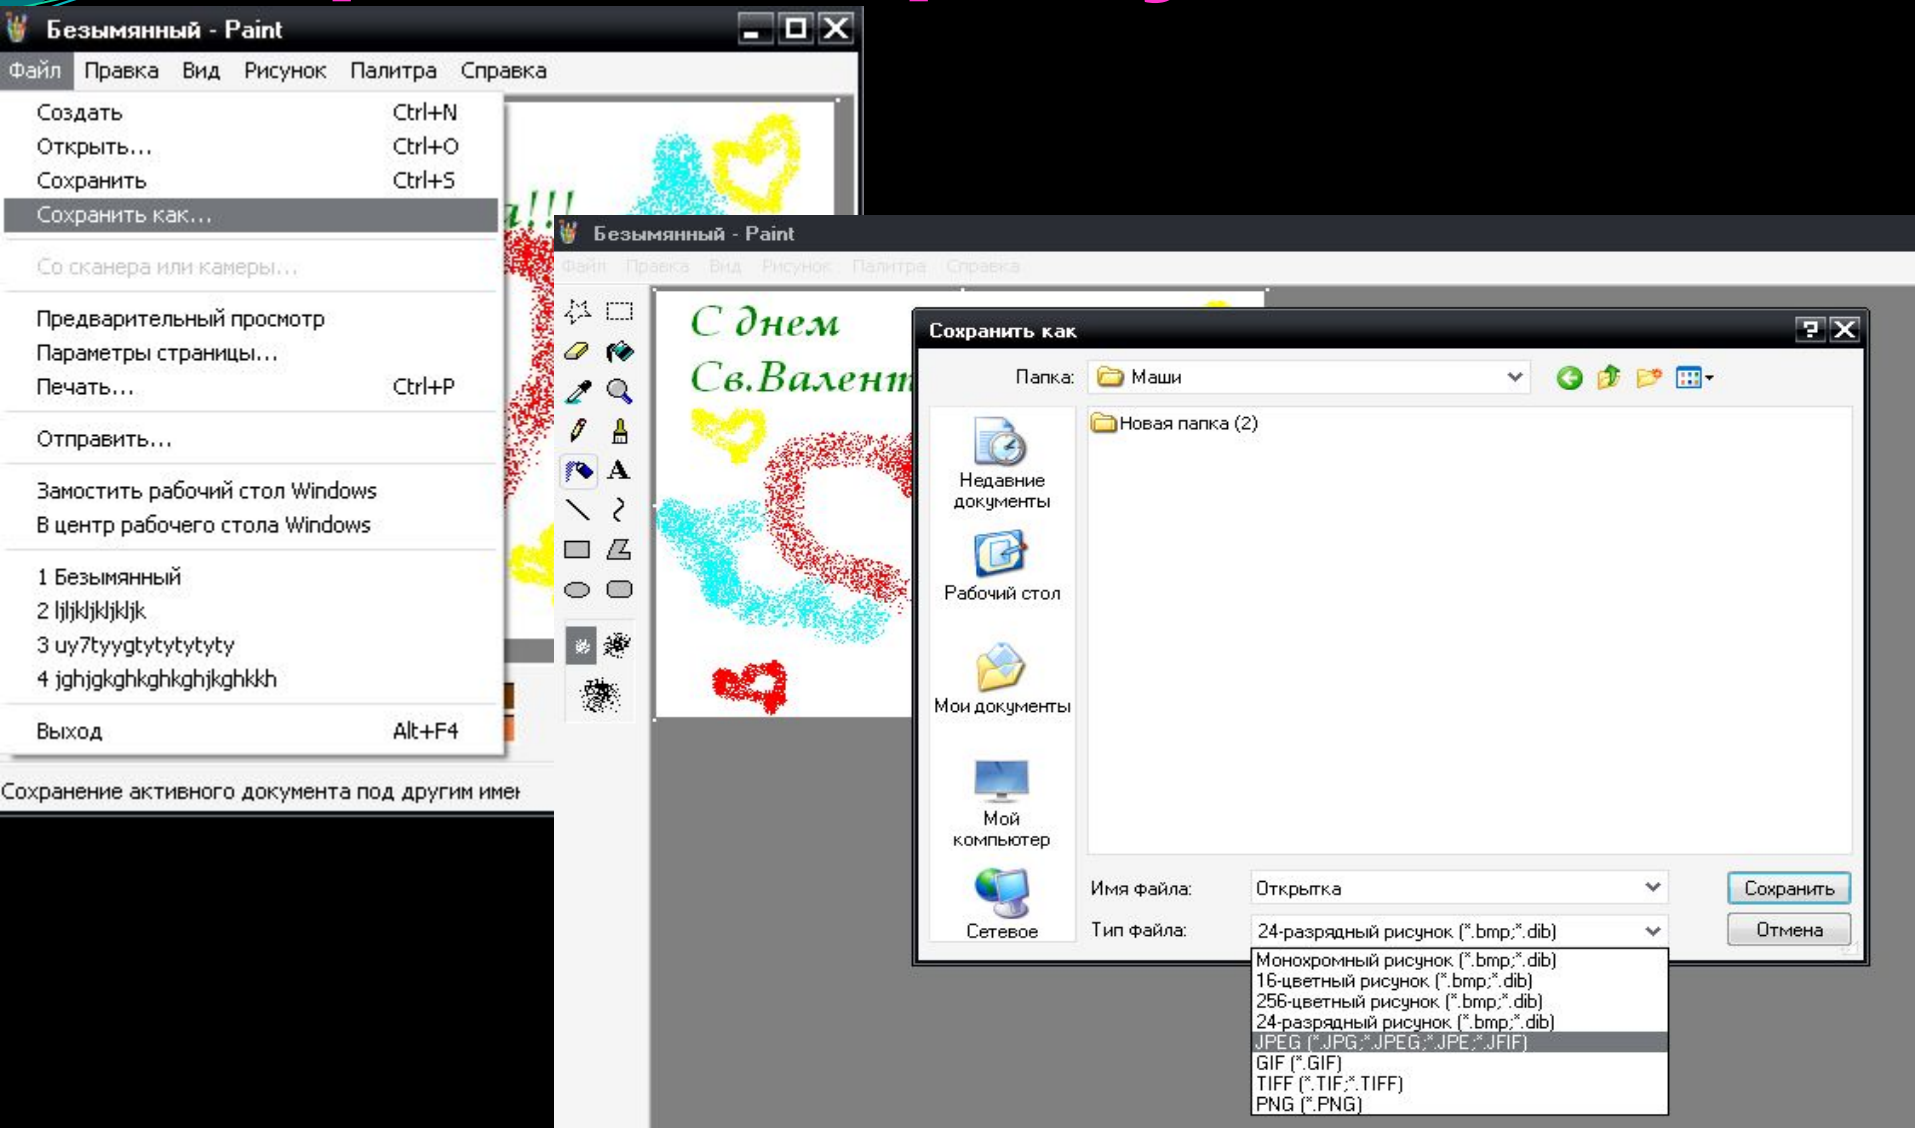 Безымянный - Paint
Файл Правка Вид Рисунок Палитра Справка
Создать Ctrl+N
Открыть... Ctrl+O
Сохранить Ctrl+S
Сохранить как...
Со сканера или камеры...
Предварительный просмотр
Параметры страницы...
Печать... Ctrl+P
Отправить...
Замостить рабочий стол Windows
В центр рабочего стола Windows
1 Безымянный
2 ljljkljkljkljk
3 uy7tyygtytytytyty
4 jghjgkghkghkghjkghkkh
Выход Alt+F4
Сохранение активного документа под другим
а!!!
Безымянный - Paint
Файл Правка Вид Рисунок Палитра Справка
A
С днем
Св.Валент
Сохранить как
Папка: Маши
Новая папка (2)
Недавние
документы
Рабочий стол
Мои документы
Мой
компьютер
Сетевое
Имя файла: Открытка Сохранить
Тип файла: 24-разрядный рисунок (*.bmp;*.dib) Отмена
Монохромный рисунок (*.bmp;*.dib)
16-цветный рисунок (*.bmp;*.dib)
256-цветный рисунок (*.bmp;*.dib)
24-разрядный рисунок (*.bmp;*.dib)
JPEG (*.JPG;*.JPEG;*.JPE;*.JFIF)
GIF (*.GIF)
TIFF (*.TIF;*.TIFF)
PNG (*.PNG)